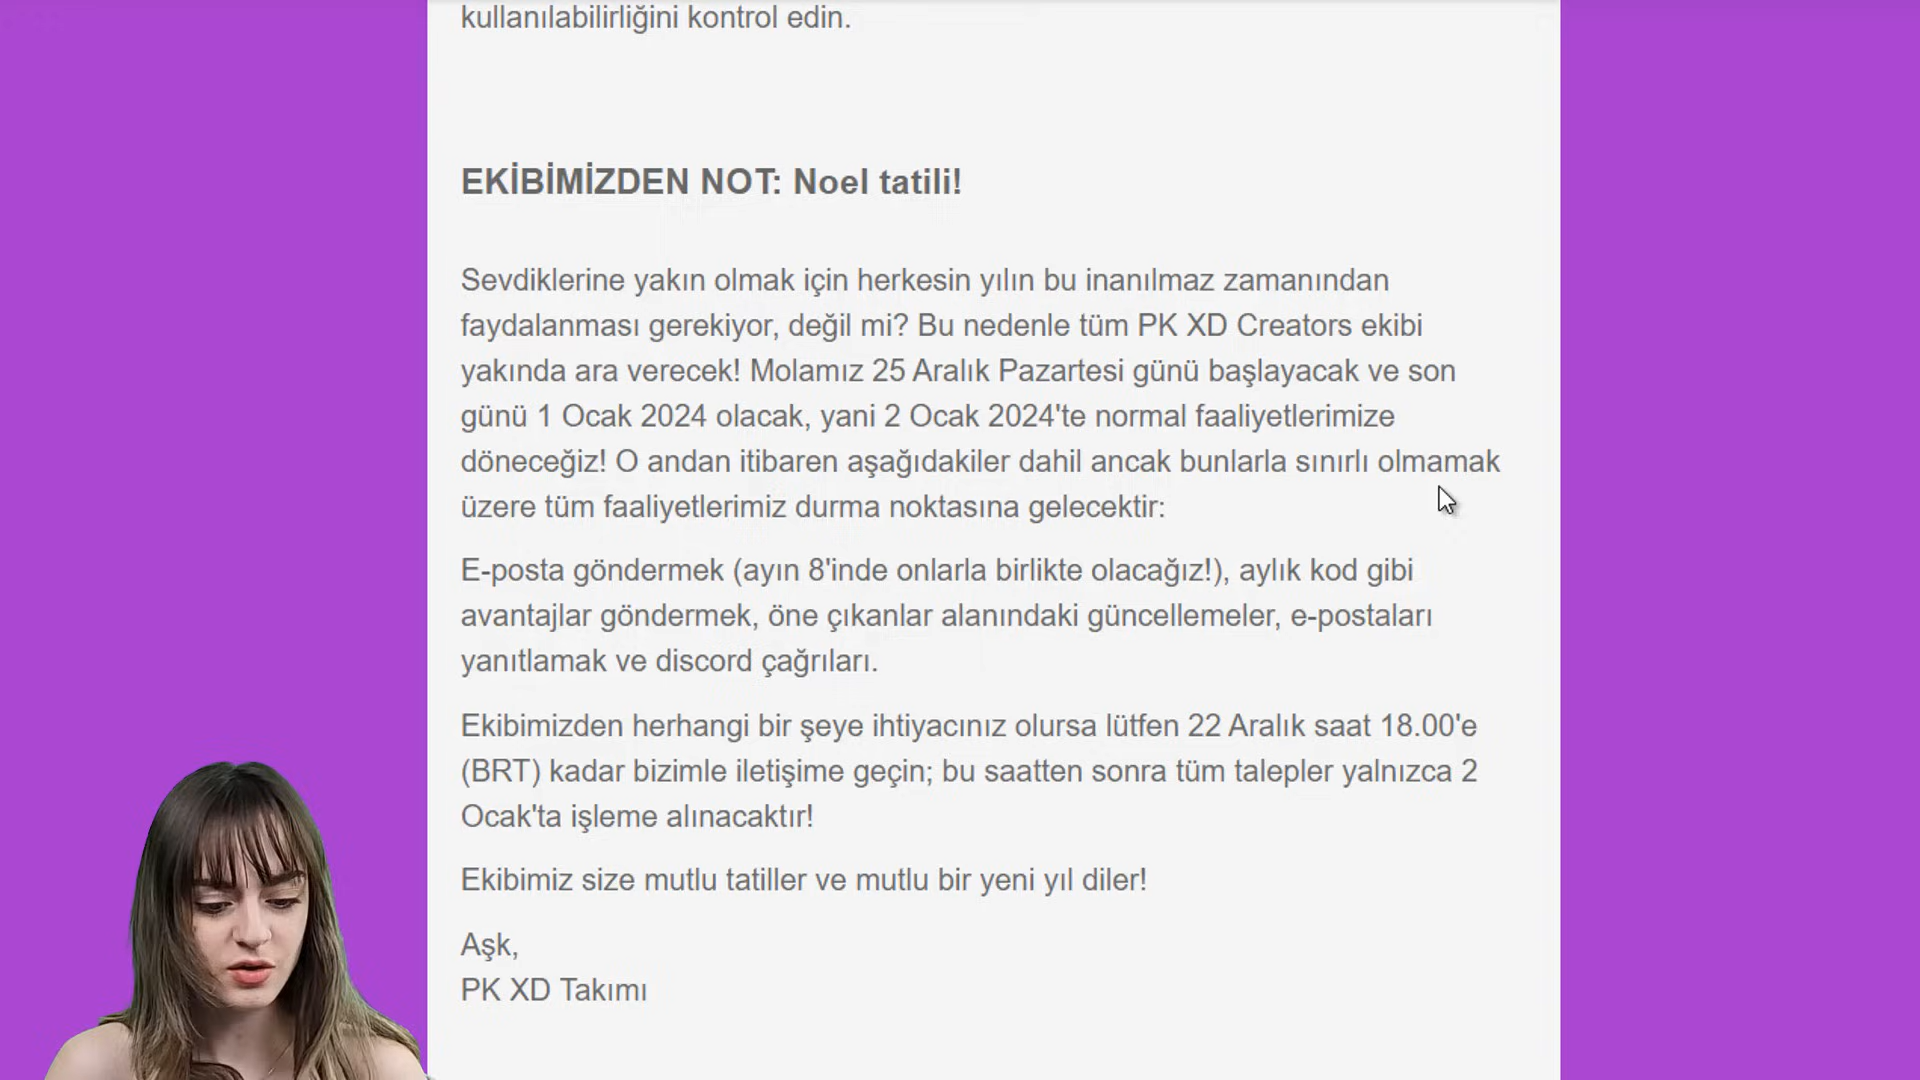 kullanılabilirliğini kontrol edin.
EKİBİMİZDEN NOT: Noel tatili!
Sevdiklerine yakın olmak için herkesin yılın bu inanılmaz zamanından
faydalanması gerekiyor, değil mi? Bu nedenle tüm PK XD Creators ekibi
yakında ara verecek! Molamız 25 Aralık Pazartesi günü başlayacak ve son
günü 1 Ocak 2024 olacak, yani 2 Ocak 2024'te normal faaliyetlerimize
döneceğiz! O andan itibaren aşağıdakiler dahil ancak bunlarla sınırlı olmamak
üzere tüm faaliyetlerimiz durma noktasına gelecektir:
E-posta göndermek (ayın 8'inde onlarla birlikte olacağız!), aylık kod gibi
avantajlar göndermek, öne çıkanlar alanındaki güncellemeler, e-postaları
yanıtlamak ve discord çağrıları.
Ekibimizden herhangi bir şeye ihtiyacınız olursa lütfen 22 Aralık saat 18.00'e
(BRT) kadar bizimle iletişime geçin; bu saatten sonra tüm talepler yalnızca 2
Ocak'ta işleme alınacaktır!
Ekibimiz size mutlu tatiller ve mutlu bir yeni yıl diler!
Aşk,
PK XD Takımı